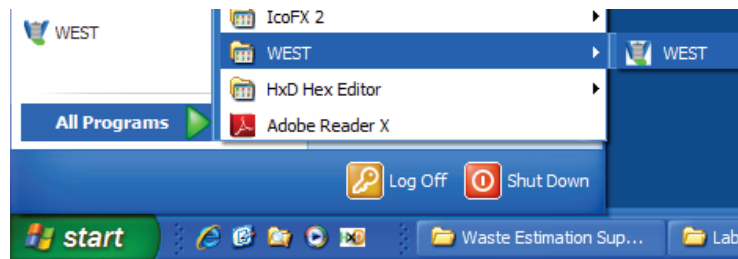 WEST
IcoFX 2
WEST
WEST
HxD Hex Editor
Adobe Reader X
All Programs
Log Off
Shut Down
start
Waste Estimation Sup...
Lab